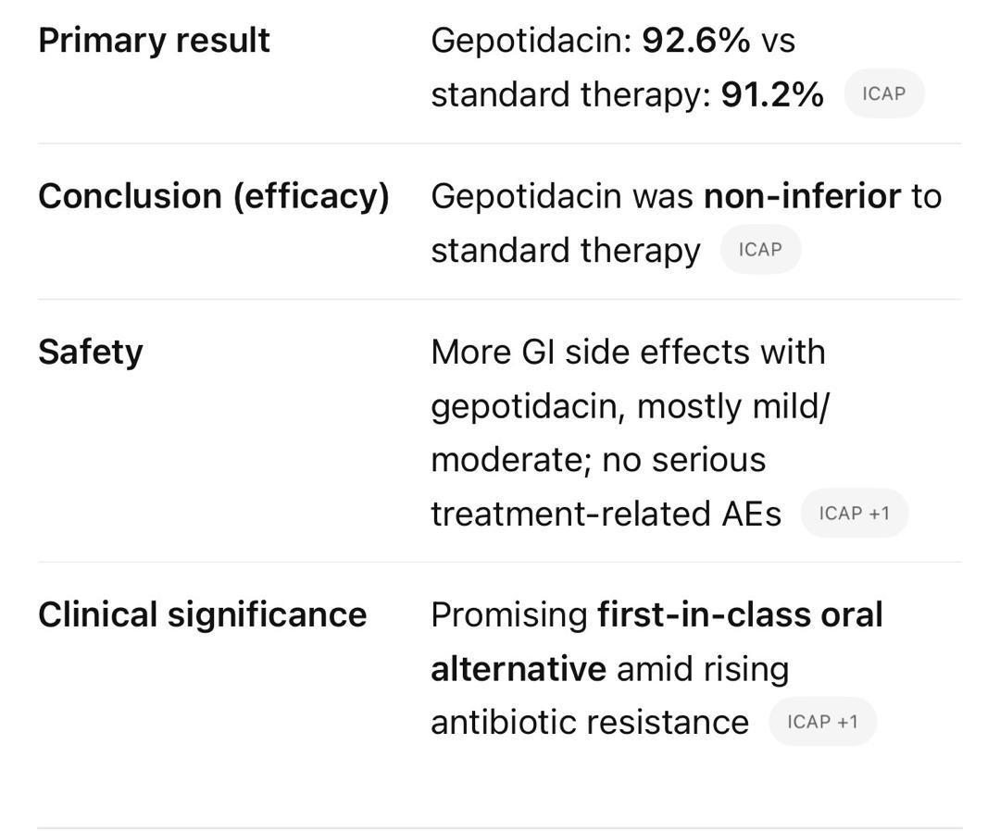 Primary result
Gepotidacin: 92.6% vs
standard therapy: 91.2% ICAP
Conclusion (efficacy)
Gepotidacin was non-inferior to
standard therapy ICAP
Safety
More GI side effects with
gepotidacin, mostly mild/
moderate; no serious
treatment-related AEs ICAP +1
Clinical significance
Promising first-in-class oral
alternative amid rising
antibiotic resistance ICAP +1